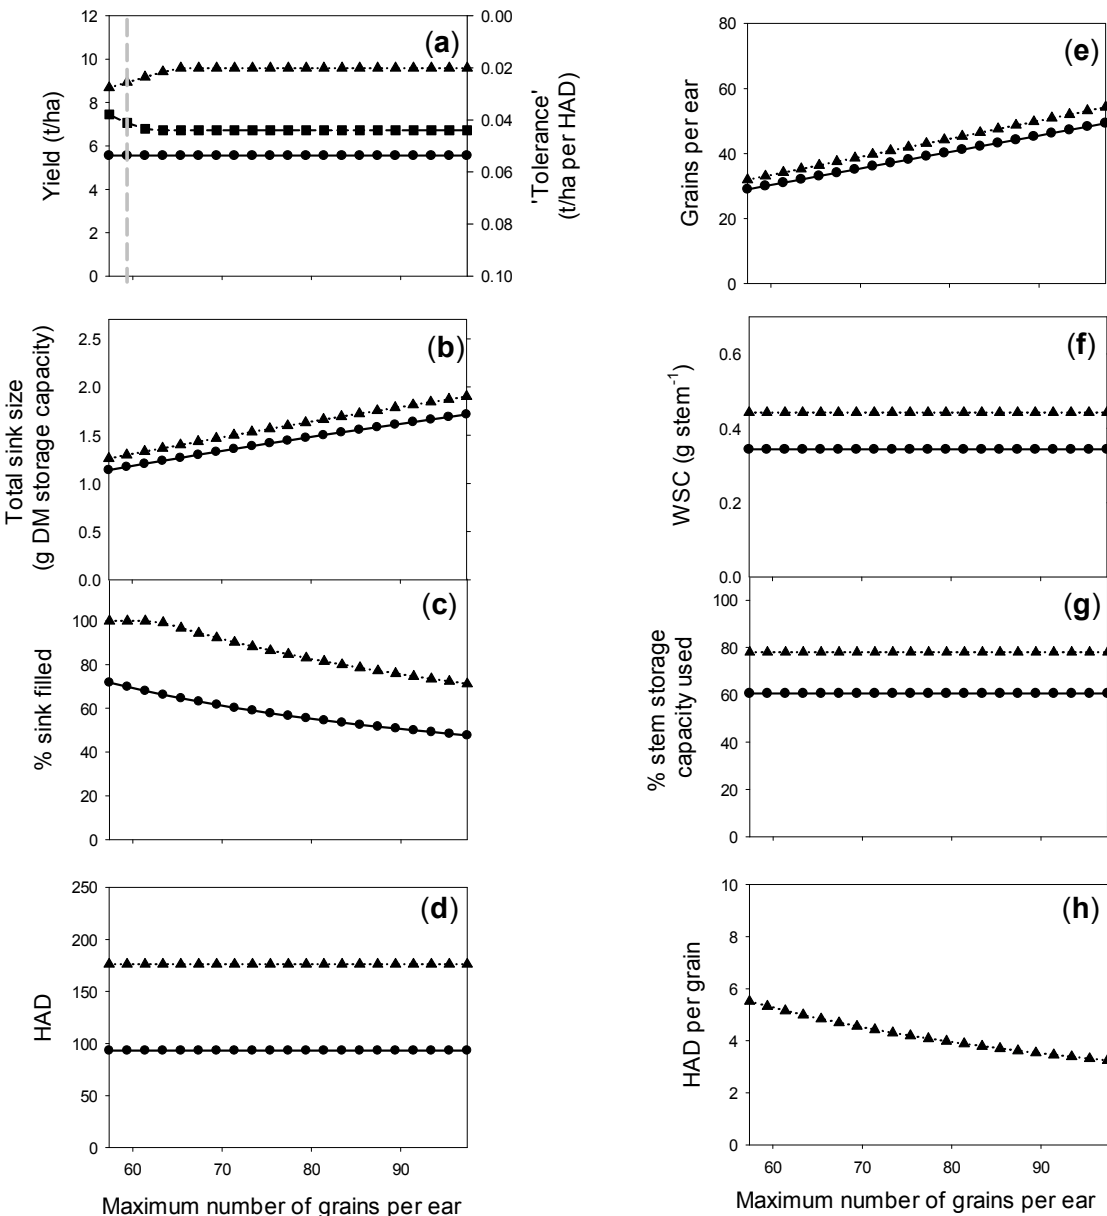 (a)
Yield (t/ha)
12
10
8
6
4
2
0
0.00
0.02
0.04
0.06
0.08
0.10
'Tolerance'
(t/ha per HAD)
60
70
80
90
(b)
Total sink size
(g DM storage capacity)
2.5
2.0
1.5
1.0
0.5
0.0
(c)
% sink filled
100
80
60
40
20
0
(d)
HAD
250
200
150
100
50
0
60
70
80
90
Maximum number of grains per ear
(e)
Grains per ear
80
60
40
20
0
(f)
WSC (g stem⁻¹)
0.6
0.4
0.2
0.0
(g)
% stem storage
capacity used
100
80
60
40
20
0
(h)
HAD per grain
10
8
6
4
2
0
60
70
80
90
Maximum number of grains per ear